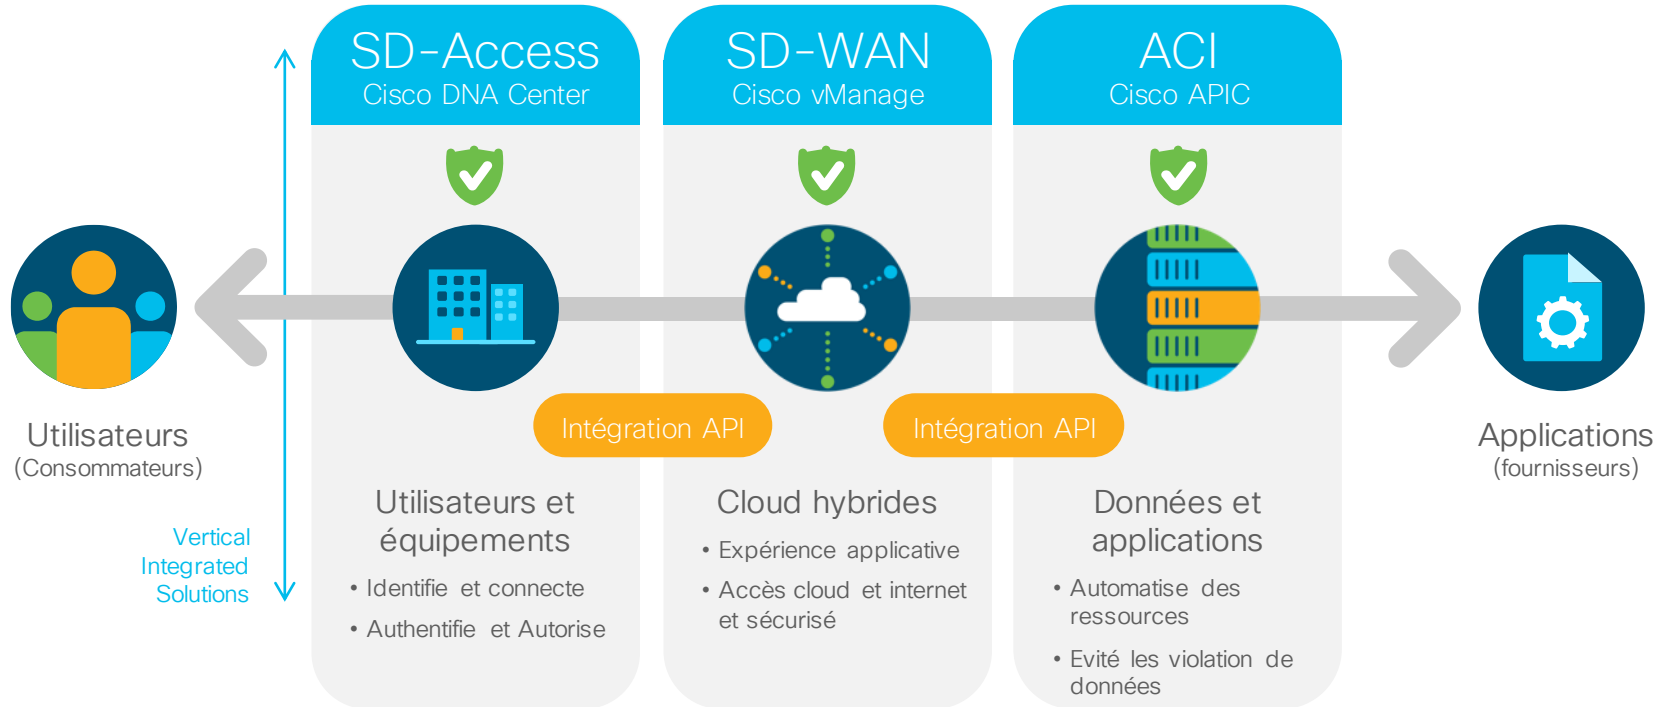 SD-Access
Cisco DNA Center
SD-WAN
Cisco vManage
ACI
Cisco APIC
Utilisateurs
(Consommateurs)
Vertical
Integrated
Solutions
Intégration API
Intégration API
Applications
(fournisseurs)
Utilisateurs et
équipements
• Identifie et connecte
• Authentifie et Autorise
Cloud hybrides
• Expérience applicative
• Accès cloud et internet
et sécurisé
Données et
applications
• Automatise des
ressources
• Evité les violation de
données